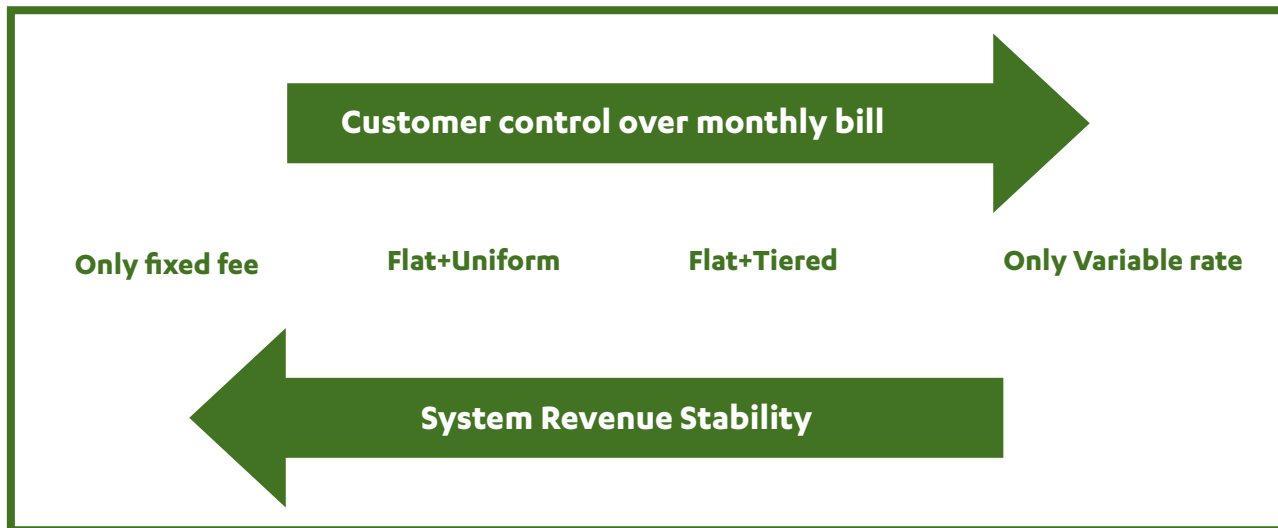 Customer control over monthly bill
Only fixed fee
Flat+Uniform
Flat+Tiered
Only Variable rate
System Revenue Stability